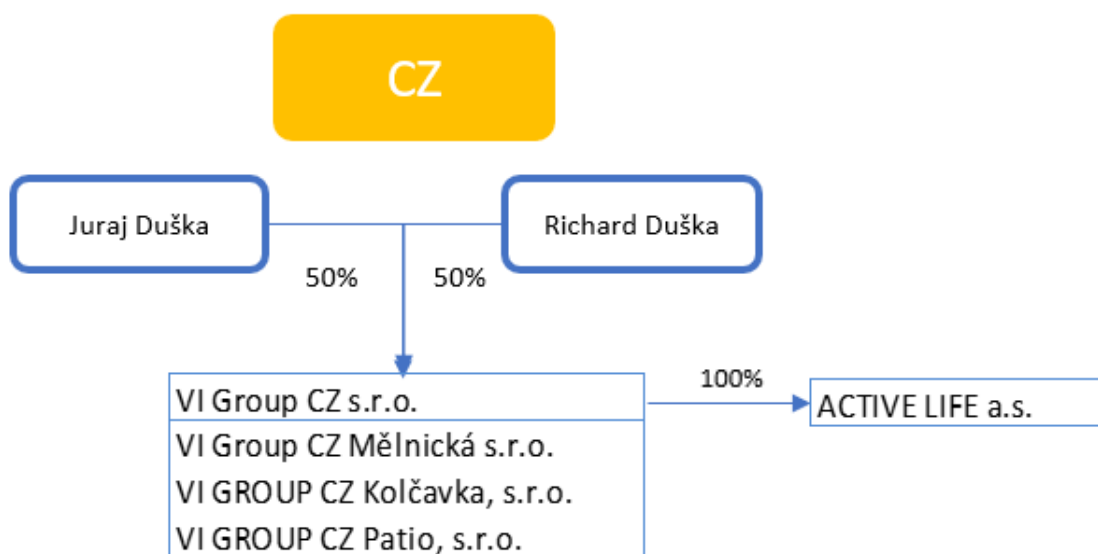 CZ
Juraj Duška
Richard Duška
50%
50%
VI Group CZ s.r.o.
100%
ACTIVE LIFE a.s.
VI Group CZ Mělnická s.r.o.
VI GROUP CZ Kolčavka, s.r.o.
VI GROUP CZ Patio, s.r.o.